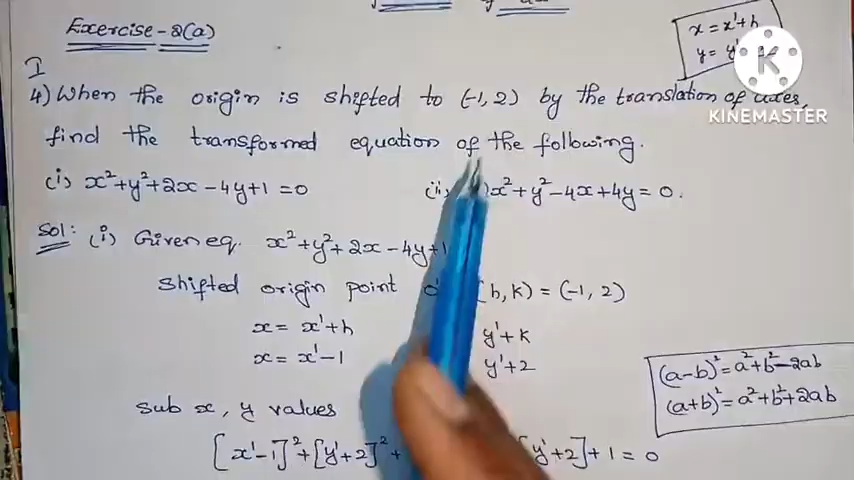 Exercise-2(a)
x = x'+h
y = y'
KINEMASTER
I
4) When the origin is shifted to (-1, 2) by the translation of axes,
find the transformed equation of the following.
(i) x²+y²+2x-4y+1=0 (ii) x²+y²-4x+4y=0.
Sol: (i) Given eq. x²+y²+2x-4y+1
shifted origin point (h, k) = (-1, 2)
x = x'+h y'+k
x = x'-1 y'+2
(a-b)²=a²+b²-2ab
(a+b)²=a²+b²+2ab
Sub x, y values
[x'-1]²+[y'+2]²+ [y'+2]+1=0